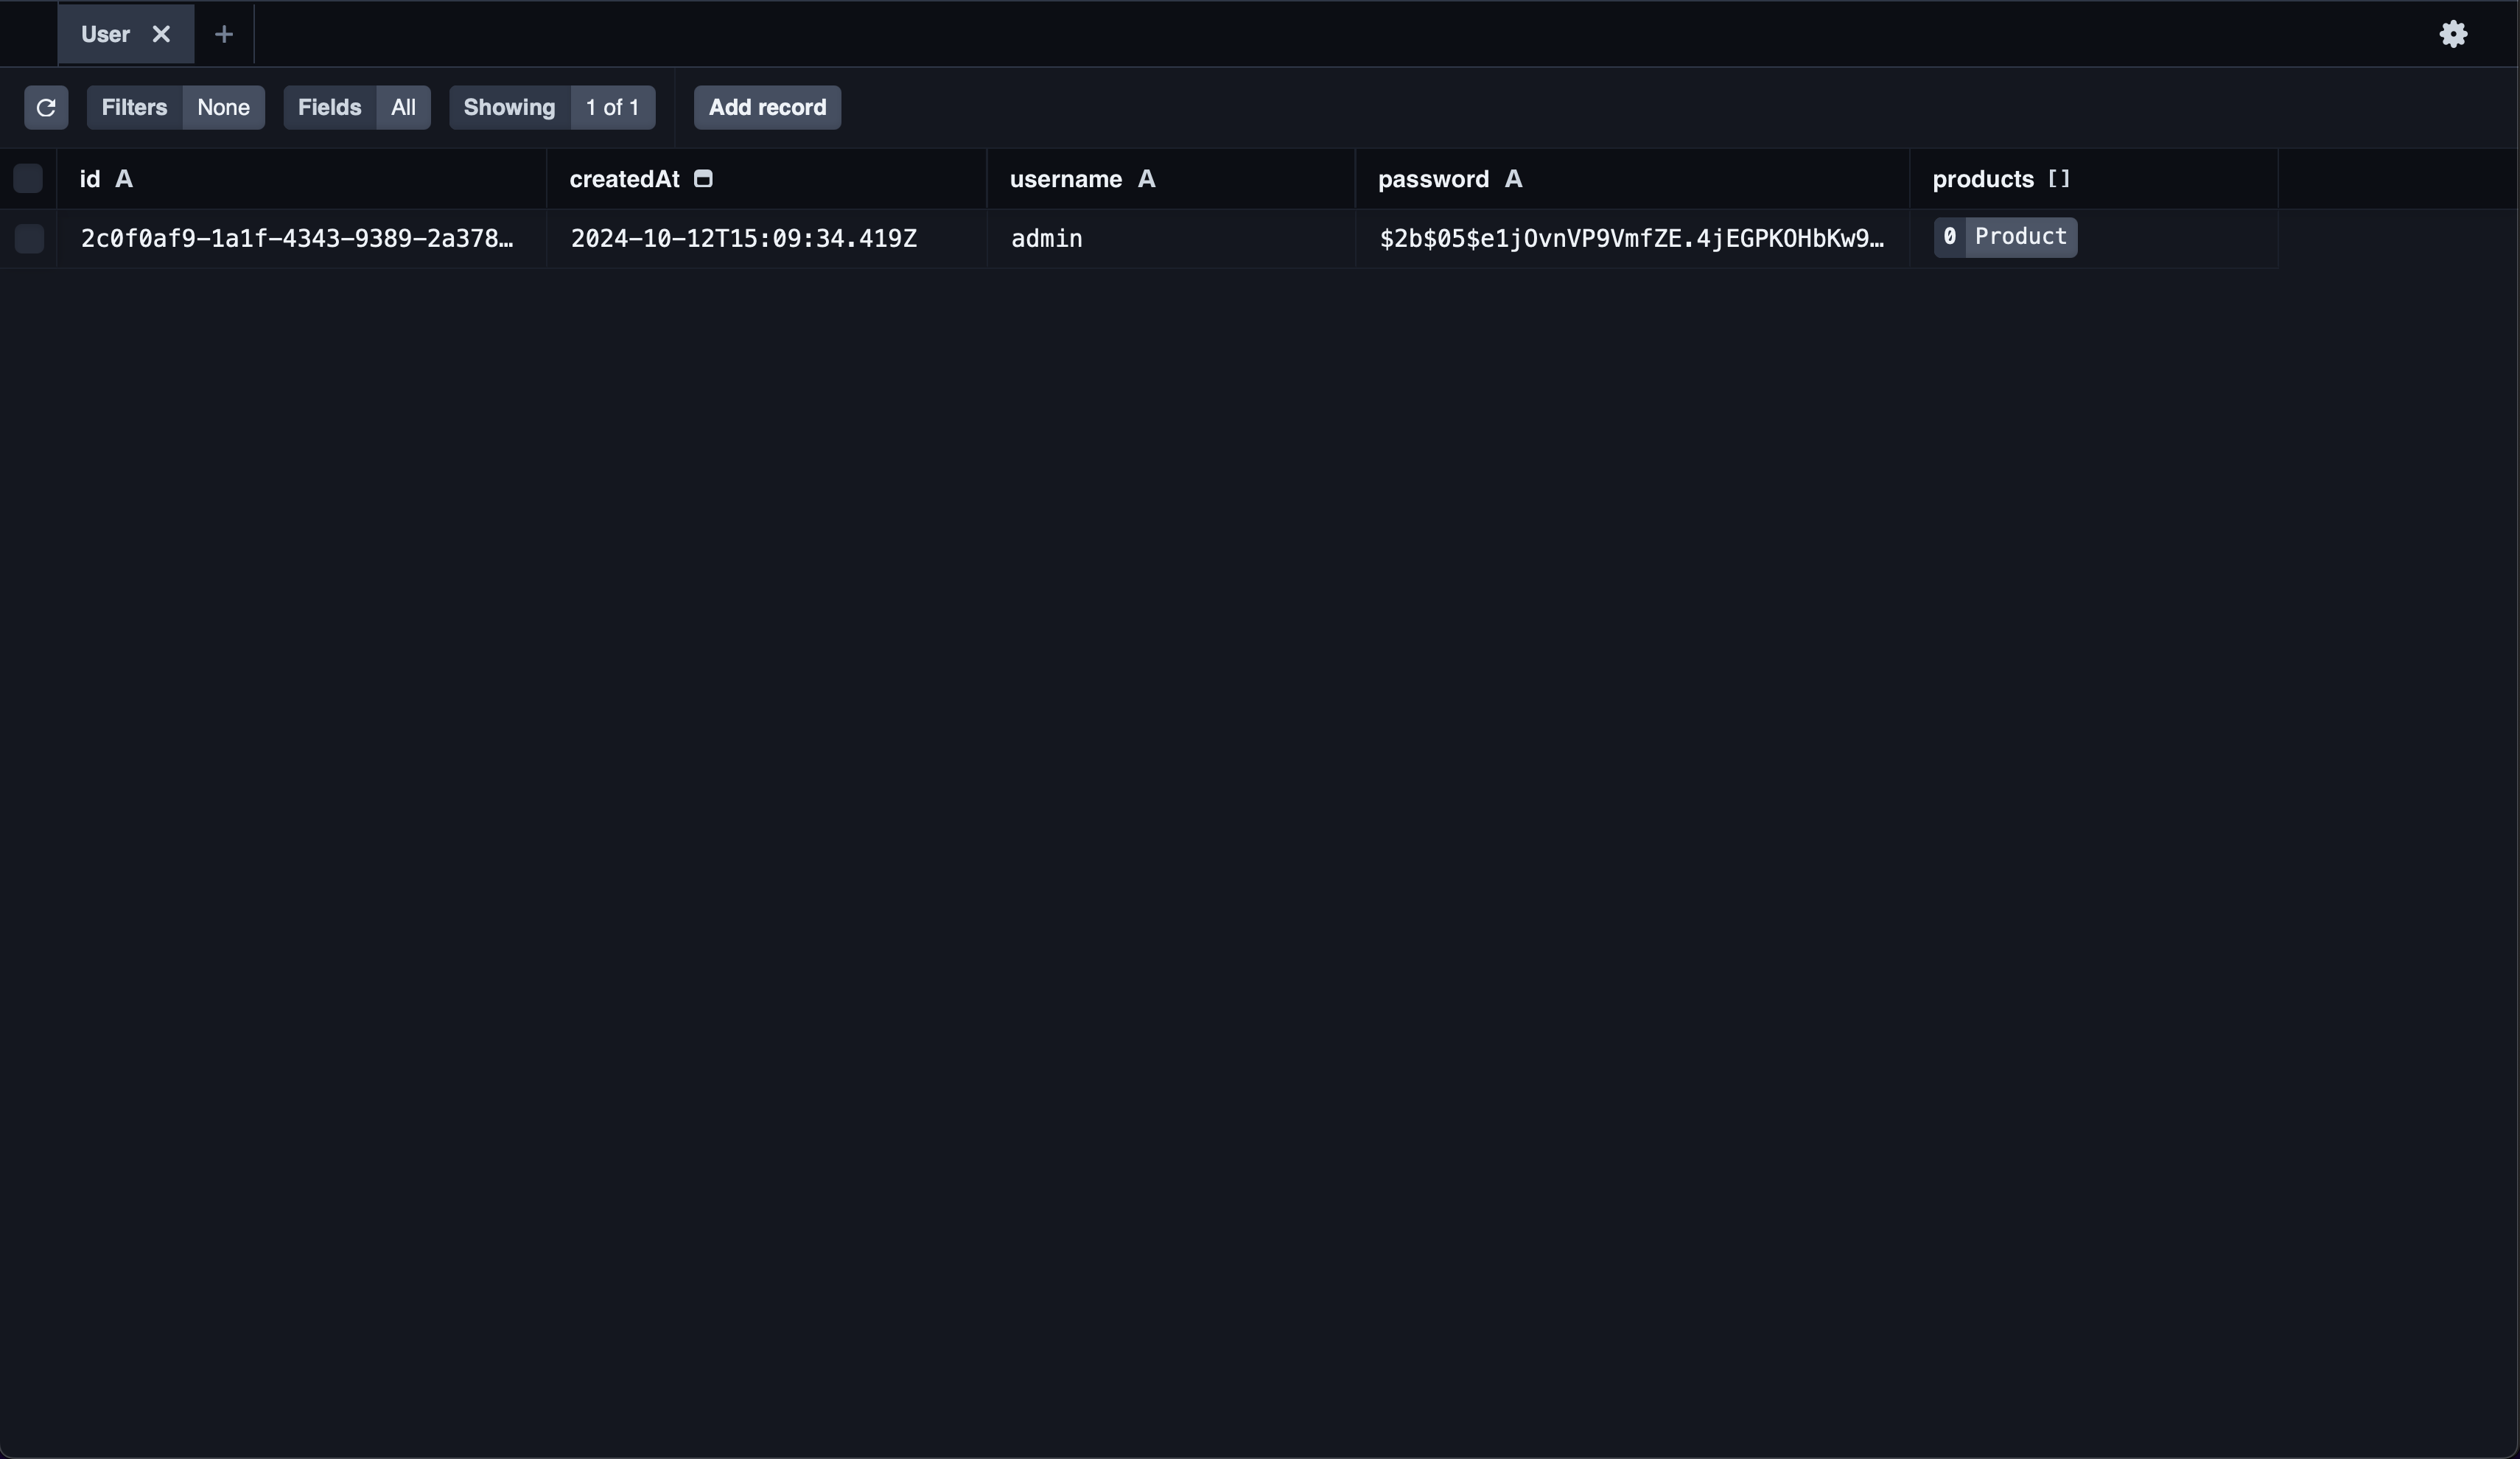 User
Filters None Fields All Showing 1 of 1 Add record
id A createdAt username A password A products []
2c0f0af9-1a1f-4343-9389-2a378… 2024-10-12T15:09:34.419Z admin $2b$05$e1jOvnVP9VmfZE.4jEGPKOHbKw9… 0 Product